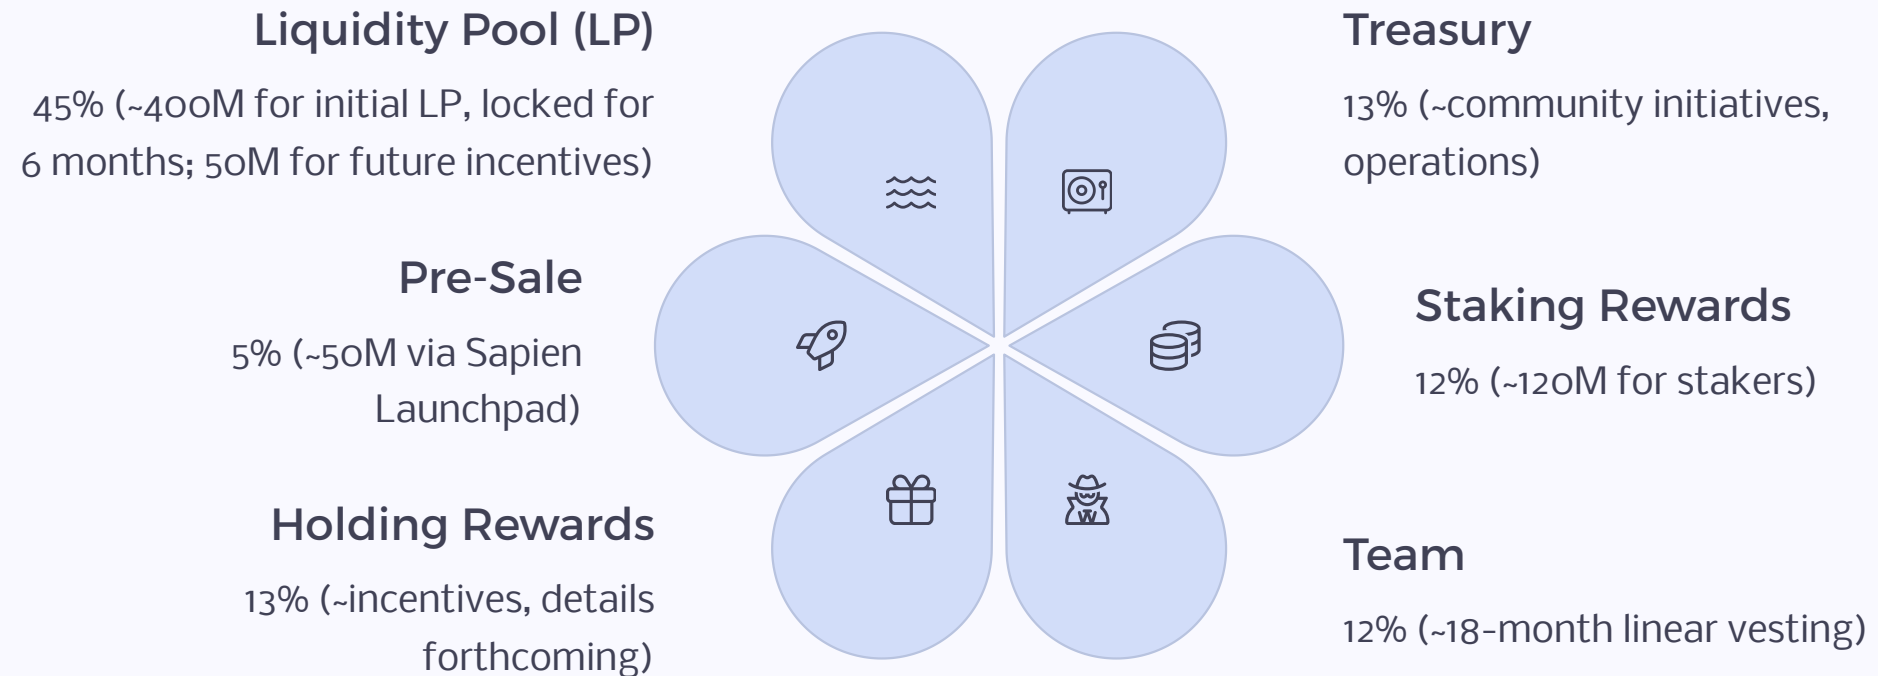 Liquidity Pool (LP)
45% (~400M for initial LP, locked for
6 months; 50M for future incentives)
Treasury
13% (~community initiatives,
operations)
Pre-Sale
5% (~50M via Sapien
Launchpad)
Staking Rewards
12% (~120M for stakers)
Holding Rewards
13% (~incentives, details
forthcoming)
Team
12% (~18-month linear vesting)